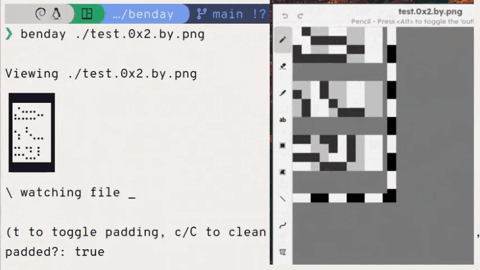 …/benday main !?
❯ benday ./test.0x2.by.png
Viewing ./test.0x2.by.png
\ watching file _
(t to toggle padding, c/C to clean
padded?: true
test.0x2.by.png
Pencil - Press <Alt> to toggle the 'out
ab